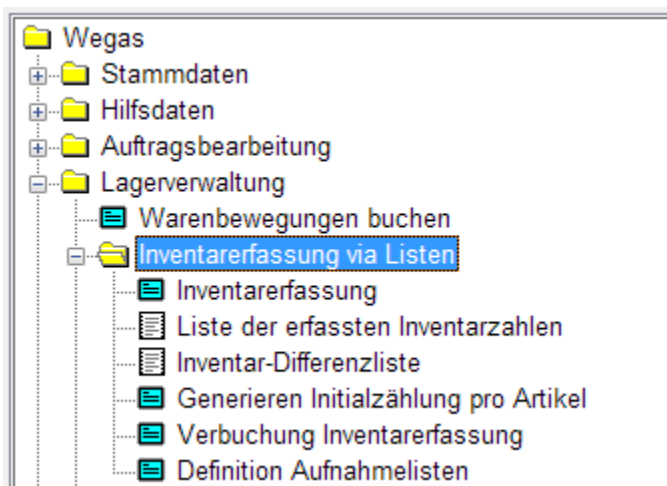 Wegas
Stammdaten
Hilfsdaten
Auftragsbearbeitung
Lagerverwaltung
Warenbewegungen buchen
Inventarerfassung via Listen
Inventarerfassung
Liste der erfassten Inventarzahlen
Inventar-Differenzliste
Generieren Initialzählung pro Artikel
Verbuchung Inventarerfassung
Definition Aufnahmelisten